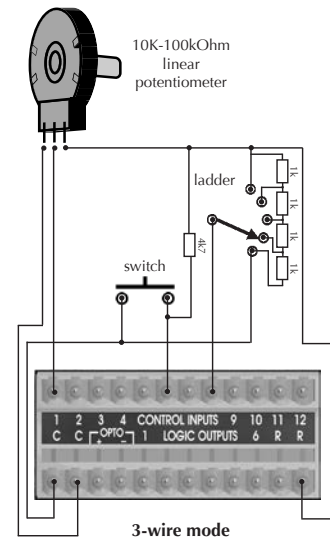 10K-100kOhm
linear
potentiometer
ladder
1k
1k
1k
1k
4k7
switch
1 2 3 4 CONTROL INPUTS 9 10 11 12
C C OPTO 1 LOGIC OUTPUTS 6 R R
+ −
3-wire mode